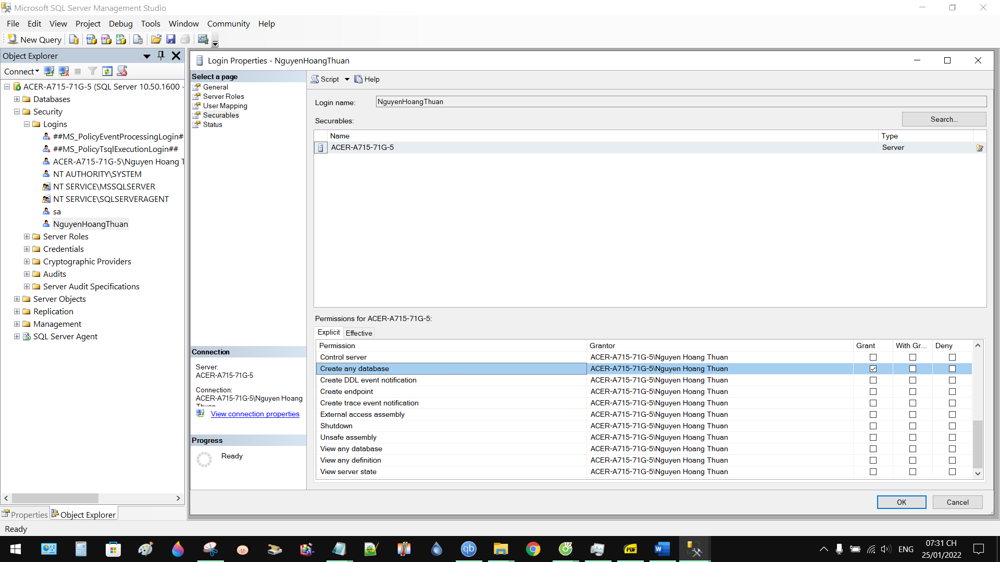 Microsoft SQL Server Management Studio
File Edit View Project Debug Tools Window Community Help
New Query
Object Explorer
Connect
ACER-A715-71G-5 (SQL Server 10.50.1600 -
Databases
Security
Logins
##MS_PolicyEventProcessingLogin#
##MS_PolicyTsqlExecutionLogin##
ACER-A715-71G-5\Nguyen Hoang T
NT AUTHORITY\SYSTEM
NT SERVICE\MSSQLSERVER
NT SERVICE\SQLSERVERAGENT
sa
NguyenHoangThuan
Server Roles
Credentials
Cryptographic Providers
Audits
Server Audit Specifications
Server Objects
Replication
Management
SQL Server Agent
Properties Object Explorer
Ready
Login Properties - NguyenHoangThuan
Select a page
General
Server Roles
User Mapping
Securables
Status
Connection
Server:
ACER-A715-71G-5
Connection:
ACER-A715-71G-5\Nguyen Hoang
Thuan
View connection properties
Progress
Ready
Script Help
Login name: NguyenHoangThuan
Securables: Search...
Name Type
ACER-A715-71G-5 Server
Permissions for ACER-A715-71G-5:
Explicit Effective
Permission Grantor Grant With Gr... Deny
Control server ACER-A715-71G-5\Nguyen Hoang Thuan
Create any database ACER-A715-71G-5\Nguyen Hoang Thuan
Create DDL event notification ACER-A715-71G-5\Nguyen Hoang Thuan
Create endpoint ACER-A715-71G-5\Nguyen Hoang Thuan
Create trace event notification ACER-A715-71G-5\Nguyen Hoang Thuan
External access assembly ACER-A715-71G-5\Nguyen Hoang Thuan
Shutdown ACER-A715-71G-5\Nguyen Hoang Thuan
Unsafe assembly ACER-A715-71G-5\Nguyen Hoang Thuan
View any database ACER-A715-71G-5\Nguyen Hoang Thuan
View any definition ACER-A715-71G-5\Nguyen Hoang Thuan
View server state ACER-A715-71G-5\Nguyen Hoang Thuan
OK Cancel
qb
PDF
W
ENG
07:31 CH
25/01/2022